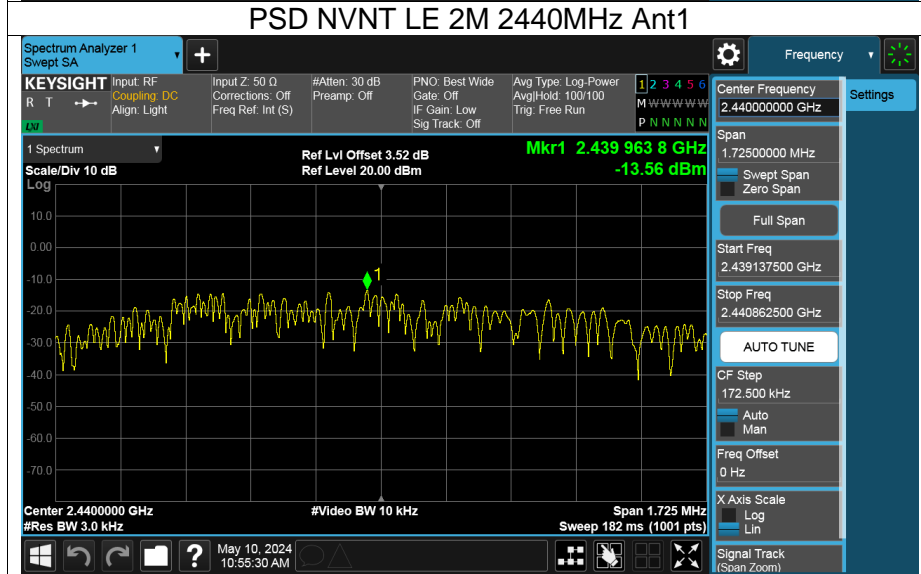 PSD NVNT LE 2M 2440MHz Ant1
Spectrum Analyzer 1
Swept SA
+
Frequency
KEYSIGHT
R T
LXI
Input: RF
Coupling: DC
Align: Light
Input Z: 50 Ω
Corrections: Off
Freq Ref: Int (S)
#Atten: 30 dB
Preamp: Off
PNO: Best Wide
Gate: Off
IF Gain: Low
Sig Track: Off
Avg Type: Log-Power
Avg|Hold: 100/100
Trig: Free Run
1 2 3 4 5 6
M W W W W W
P N N N N N
Center Frequency
2.440000000 GHz
Settings
Span
1.72500000 MHz
Swept Span
Zero Span
Full Span
Start Freq
2.439137500 GHz
Stop Freq
2.440862500 GHz
AUTO TUNE
CF Step
172.500 kHz
Auto
Man
Freq Offset
0 Hz
X Axis Scale
Log
Lin
Signal Track
(Span Zoom)
1 Spectrum
Scale/Div 10 dB
Log
Ref Lvl Offset 3.52 dB
Ref Level 20.00 dBm
Mkr1 2.439 963 8 GHz
-13.56 dBm
10.0
0.00
-10.0
-20.0
-30.0
-40.0
-50.0
-60.0
-70.0
1
Center 2.4400000 GHz
#Res BW 3.0 kHz
#Video BW 10 kHz
Span 1.725 MHz
Sweep 182 ms (1001 pts)
?
May 10, 2024
10:55:30 AM